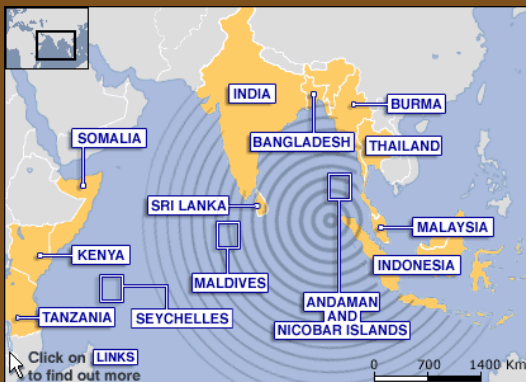 INDIA
BURMA
BANGLADESH
THAILAND
SOMALIA
SRI LANKA
MALAYSIA
KENYA
INDONESIA
MALDIVES
ANDAMAN
AND
NICOBAR ISLANDS
TANZANIA
SEYCHELLES
Click on LINKS
to find out more
0 700 1400 Km